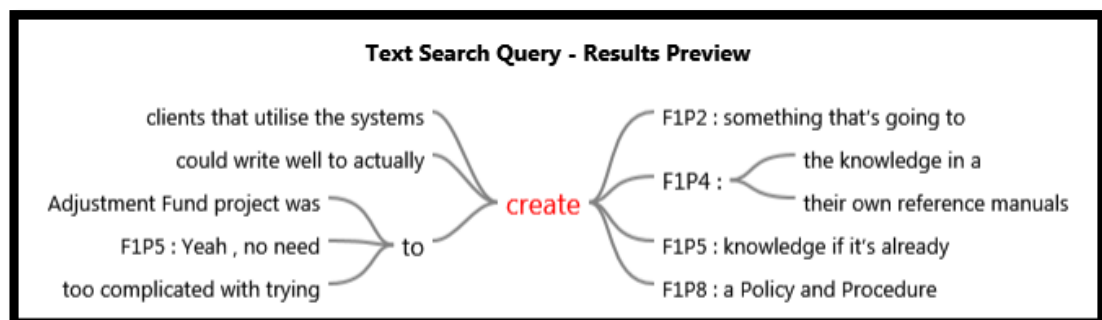 Text Search Query - Results Preview
clients that utilise the systems
could write well to actually
Adjustment Fund project was
F1P5 : Yeah , no need
too complicated with trying
to
create
F1P2 : something that's going to
F1P4 :
the knowledge in a
their own reference manuals
F1P5 : knowledge if it's already
F1P8 : a Policy and Procedure